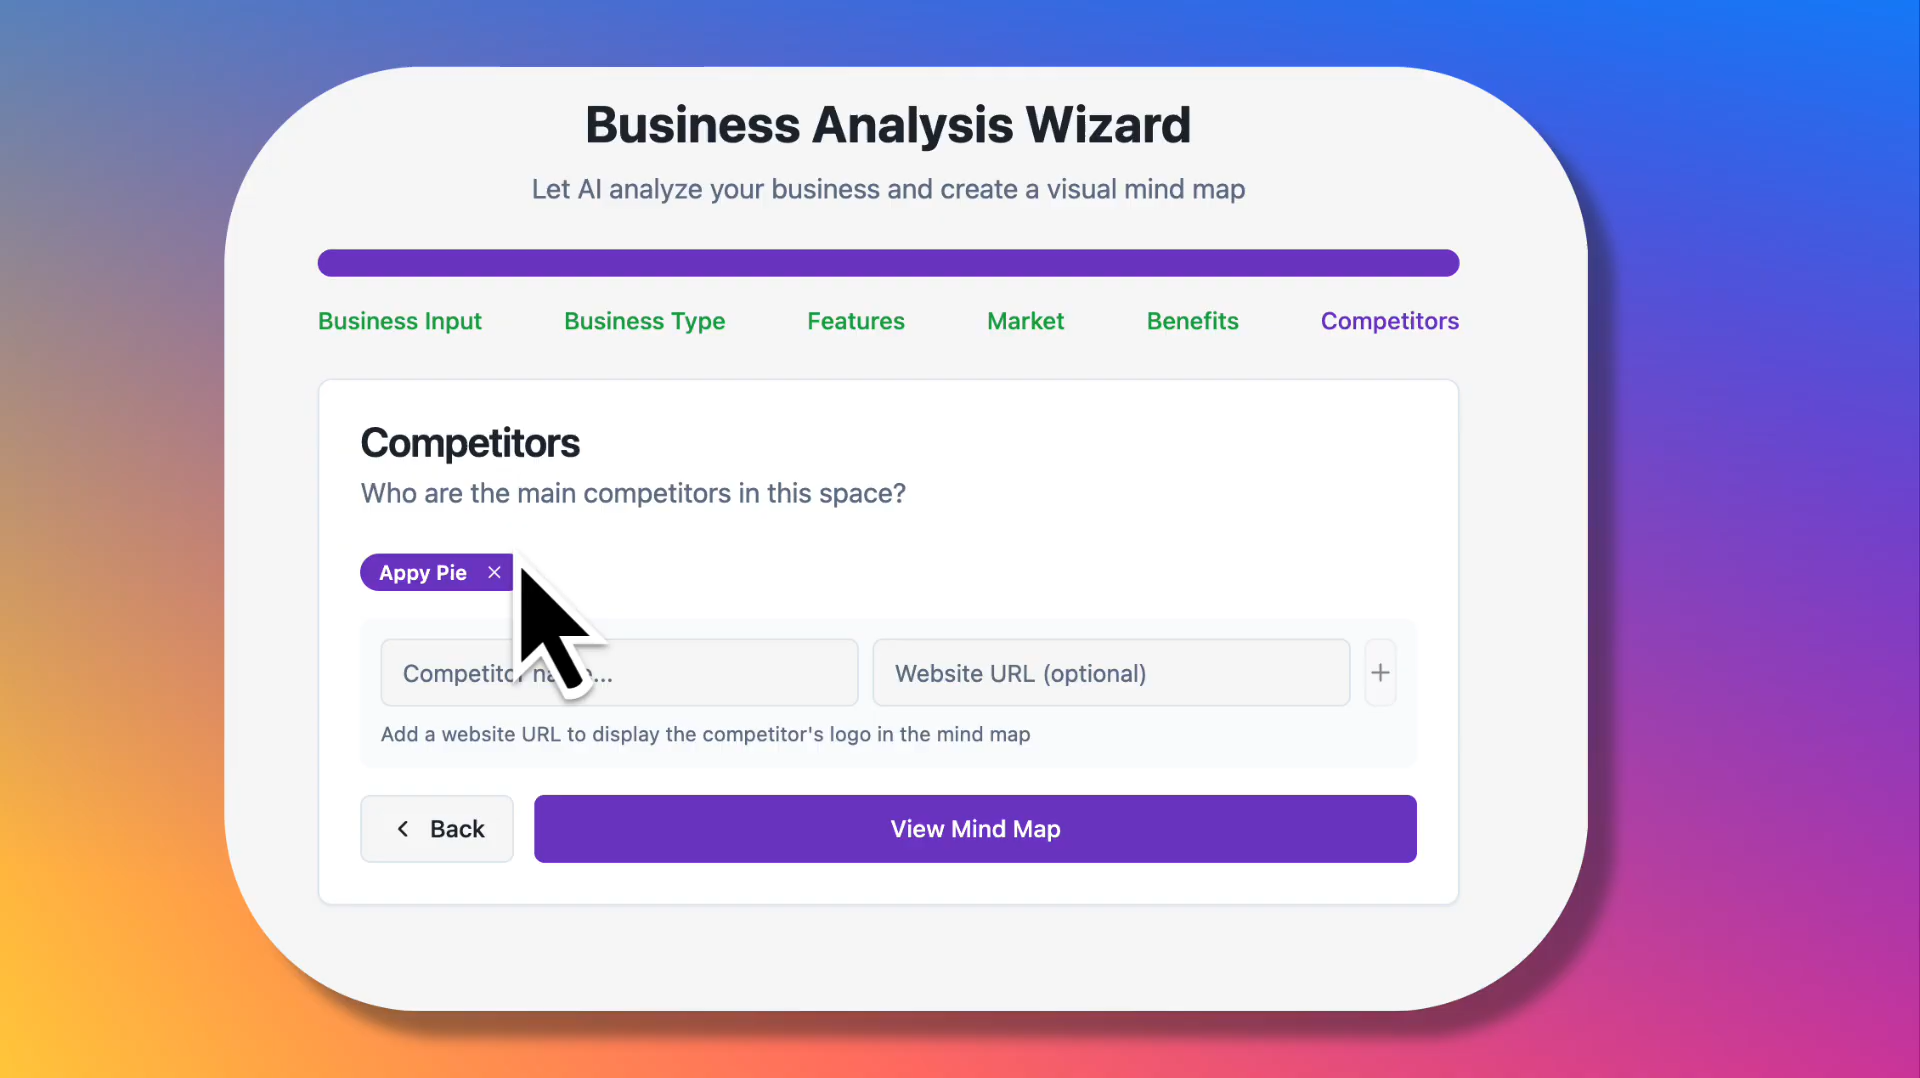 Business Analysis Wizard
Let AI analyze your business and create a visual mind map
Business Input Business Type Features Market Benefits Competitors
Competitors
Who are the main competitors in this space?
Appy Pie
Competitor name... Website URL (optional)
Add a website URL to display the competitor's logo in the mind map
Back View Mind Map